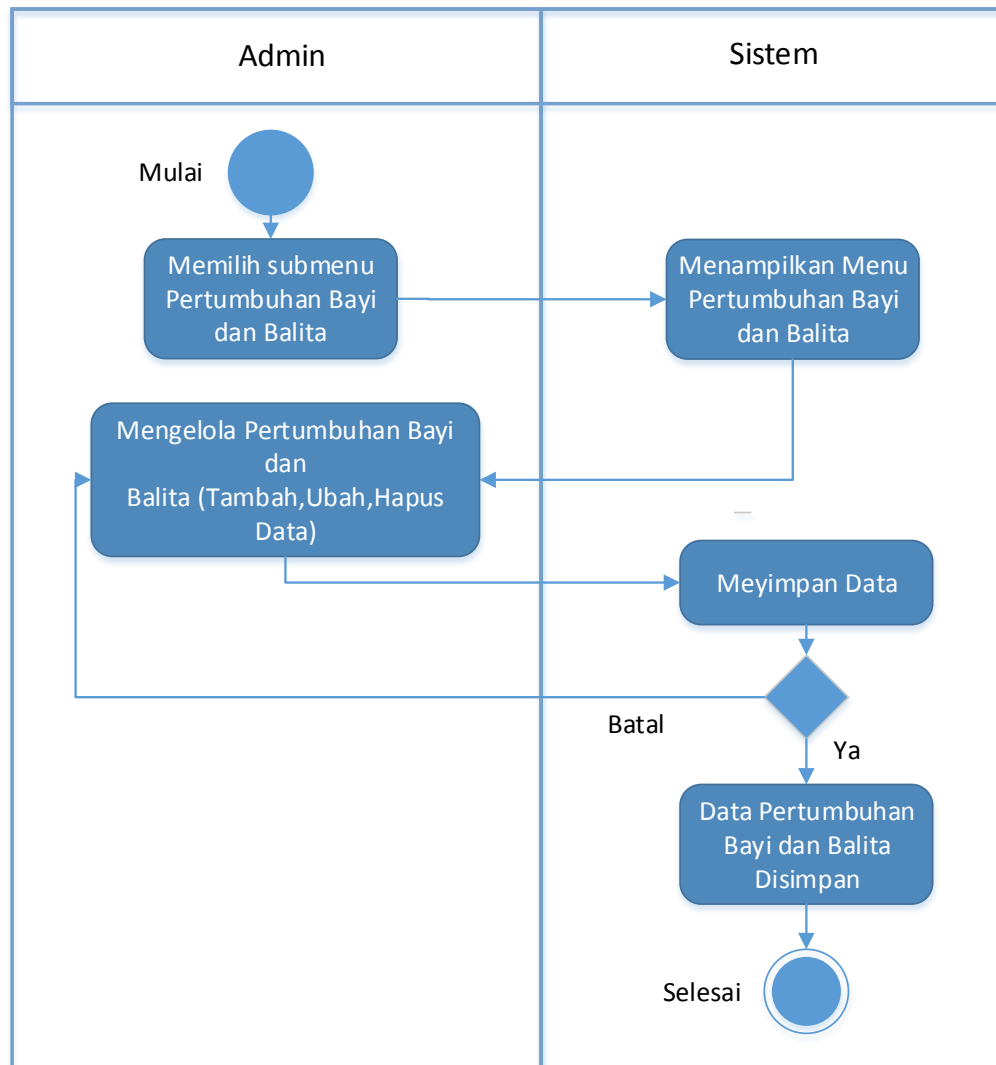 Admin
Sistem
Mulai
Memilih submenu
Pertumbuhan Bayi
dan Balita
Menampilkan Menu
Pertumbuhan Bayi
dan Balita
Mengelola Pertumbuhan Bayi
dan
Balita (Tambah,Ubah,Hapus
Data)
Meyimpan Data
Batal
Ya
Data Pertumbuhan
Bayi dan Balita
Disimpan
Selesai